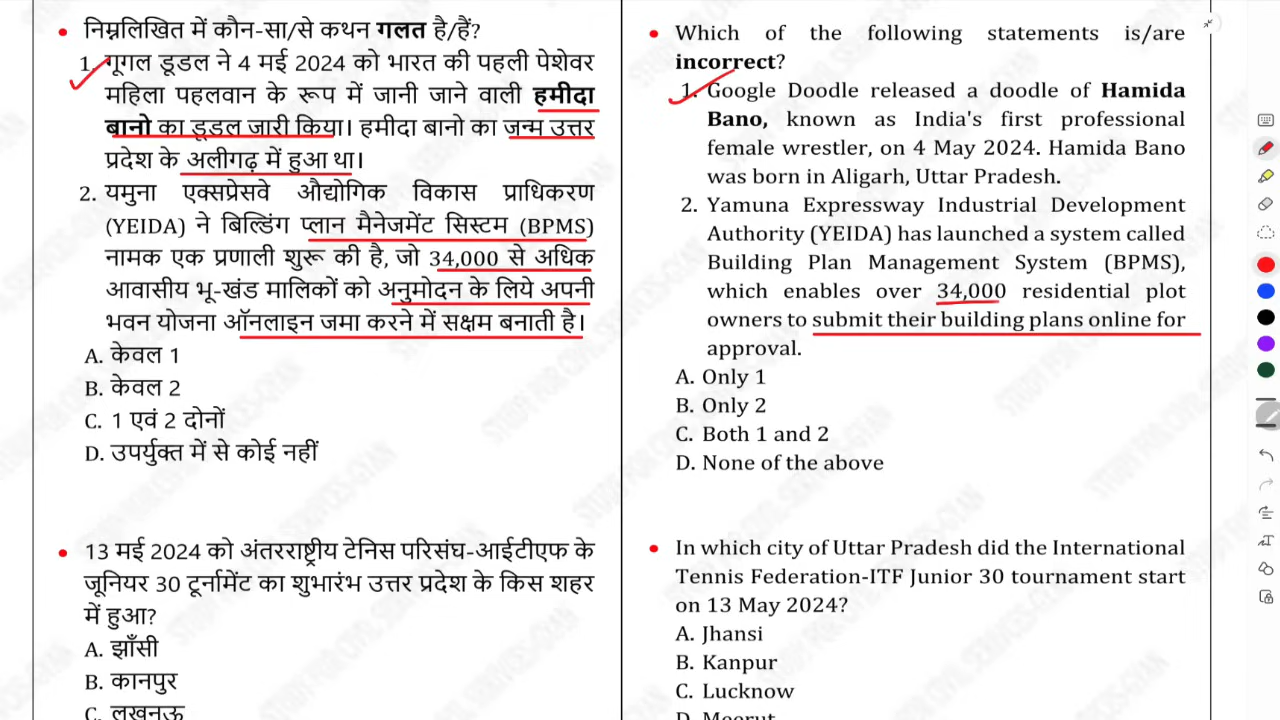 निम्नलिखित में कौन-सा/से कथन गलत है/हैं?
1. गूगल डूडल ने 4 मई 2024 को भारत की पहली पेशेवर
महिला पहलवान के रूप में जानी जाने वाली हमीदा
बानो का डूडल जारी किया। हमीदा बानो का जन्म उत्तर
प्रदेश के अलीगढ़ में हुआ था।
2. यमुना एक्सप्रेसवे औद्योगिक विकास प्राधिकरण
(YEIDA) ने बिल्डिंग प्लान मैनेजमेंट सिस्टम (BPMS)
नामक एक प्रणाली शुरू की है, जो 34,000 से अधिक
आवासीय भू-खंड मालिकों को अनुमोदन के लिये अपनी
भवन योजना ऑनलाइन जमा करने में सक्षम बनाती है।
A. केवल 1
B. केवल 2
C. 1 एवं 2 दोनों
D. उपर्युक्त में से कोई नहीं
13 मई 2024 को अंतरराष्ट्रीय टेनिस परिसंघ-आईटीएफ के
जूनियर 30 टूर्नामेंट का शुभारंभ उत्तर प्रदेश के किस शहर
में हुआ?
A. झाँसी
B. कानपुर
C. लखनऊ
Which of the following statements is/are
incorrect?
1. Google Doodle released a doodle of Hamida
Bano, known as India's first professional
female wrestler, on 4 May 2024. Hamida Bano
was born in Aligarh, Uttar Pradesh.
2. Yamuna Expressway Industrial Development
Authority (YEIDA) has launched a system called
Building Plan Management System (BPMS),
which enables over 34,000 residential plot
owners to submit their building plans online for
approval.
A. Only 1
B. Only 2
C. Both 1 and 2
D. None of the above
In which city of Uttar Pradesh did the International
Tennis Federation-ITF Junior 30 tournament start
on 13 May 2024?
A. Jhansi
B. Kanpur
C. Lucknow
D. Meerut